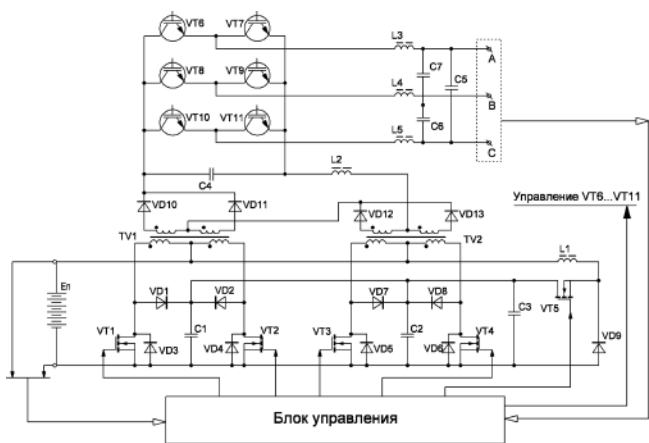 VT6 VT7
L3
A
C7 C5
VT8 VT9
L4
B
C6
VT10 VT11
L5
C
L2
C4
VD10 VD11 VD12 VD13
Управление VT6...VT11
TV1 TV2
L1
Eп
VD1 VD2 VD7 VD8
VT5
C1 C2 C3
VT1 VT2 VT3 VT4
VD3 VD4 VD5 VD6 VD9
Блок управления